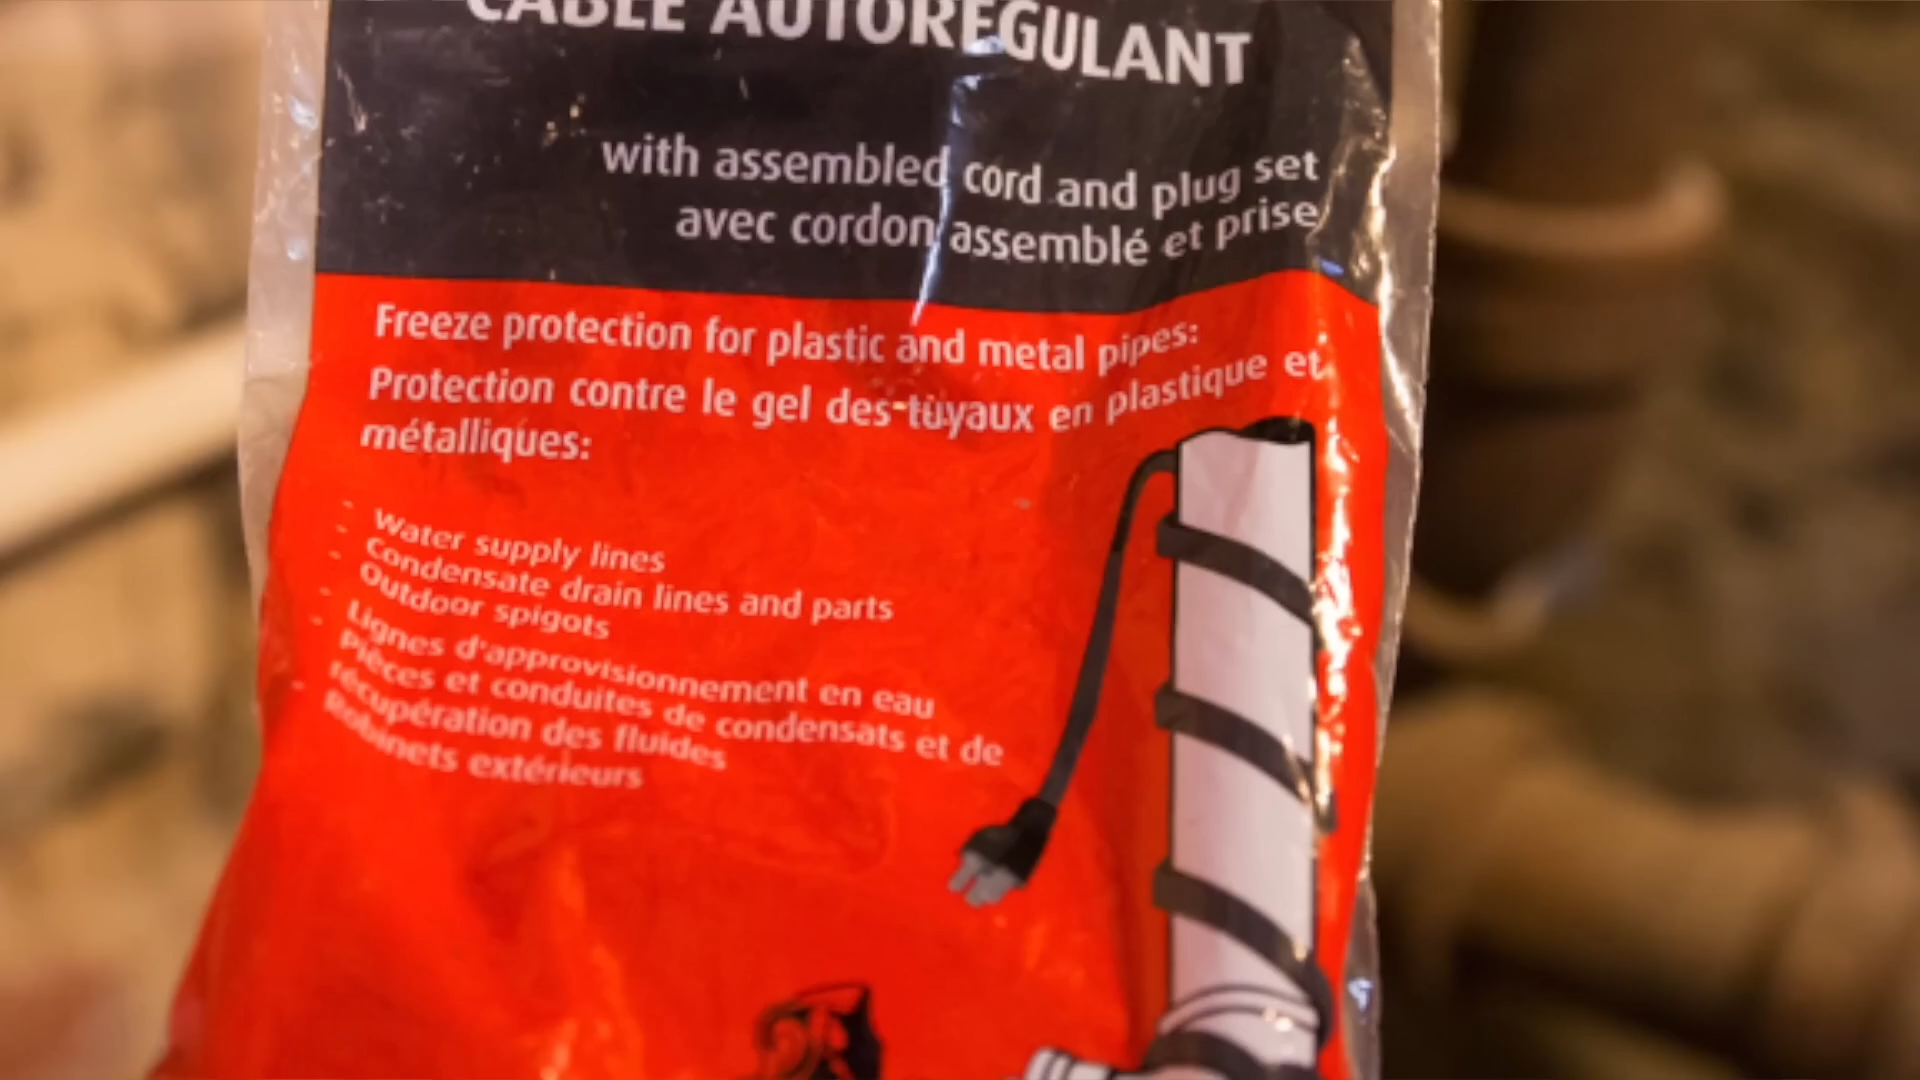 CABLE AUTOREGULANT
with assembled cord and plug set
avec cordon assemblé et prise
Freeze protection for plastic and metal pipes:
Protection contre le gel des tuyaux en plastique et
métalliques:
- Water supply lines
- Condensate drain lines and parts
- Outdoor spigots
- Lignes d'approvisionnement en eau
- Pièces et conduites de condensats et de
récupération des fluides
- Robinets extérieurs